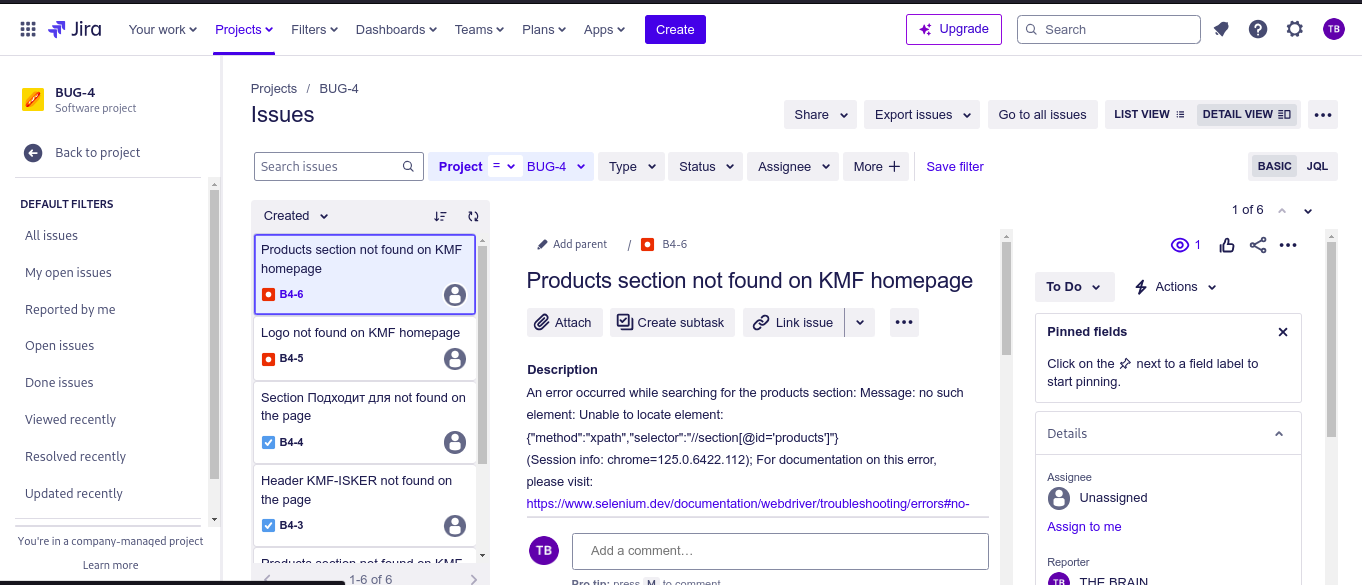 Jira
Your work
Projects
Filters
Dashboards
Teams
Plans
Apps
Create
Upgrade
Search
TB
BUG-4
Software project
Back to project
DEFAULT FILTERS
All issues
My open issues
Reported by me
Open issues
Done issues
Viewed recently
Resolved recently
Updated recently
You're in a company-managed project
Learn more
Projects / BUG-4
Issues
Share
Export issues
Go to all issues
LIST VIEW
DETAIL VIEW
Search issues
Project = BUG-4
Type
Status
Assignee
More
Save filter
BASIC
JQL
Created
Products section not found on KMF
homepage
B4-6
Logo not found on KMF homepage
B4-5
Section Подходит для not found on
the page
B4-4
Header KMF-ISKER not found on
the page
B4-3
Products section not found on KMF
1-6 of 6
1 of 6
Add parent / B4-6
Products section not found on KMF homepage
Attach
Create subtask
Link issue
Description
An error occurred while searching for the products section: Message: no such
element: Unable to locate element:
{"method":"xpath","selector":"//section[@id='products']"}
(Session info: chrome=125.0.6422.112); For documentation on this error,
please visit:
https://www.selenium.dev/documentation/webdriver/troubleshooting/errors#no-
TB
Add a comment…
Pro tip: press M to comment
1
To Do
Actions
Pinned fields
Click on the next to a field label to
start pinning.
Details
Assignee
Unassigned
Assign to me
Reporter
TB THE BRAIN